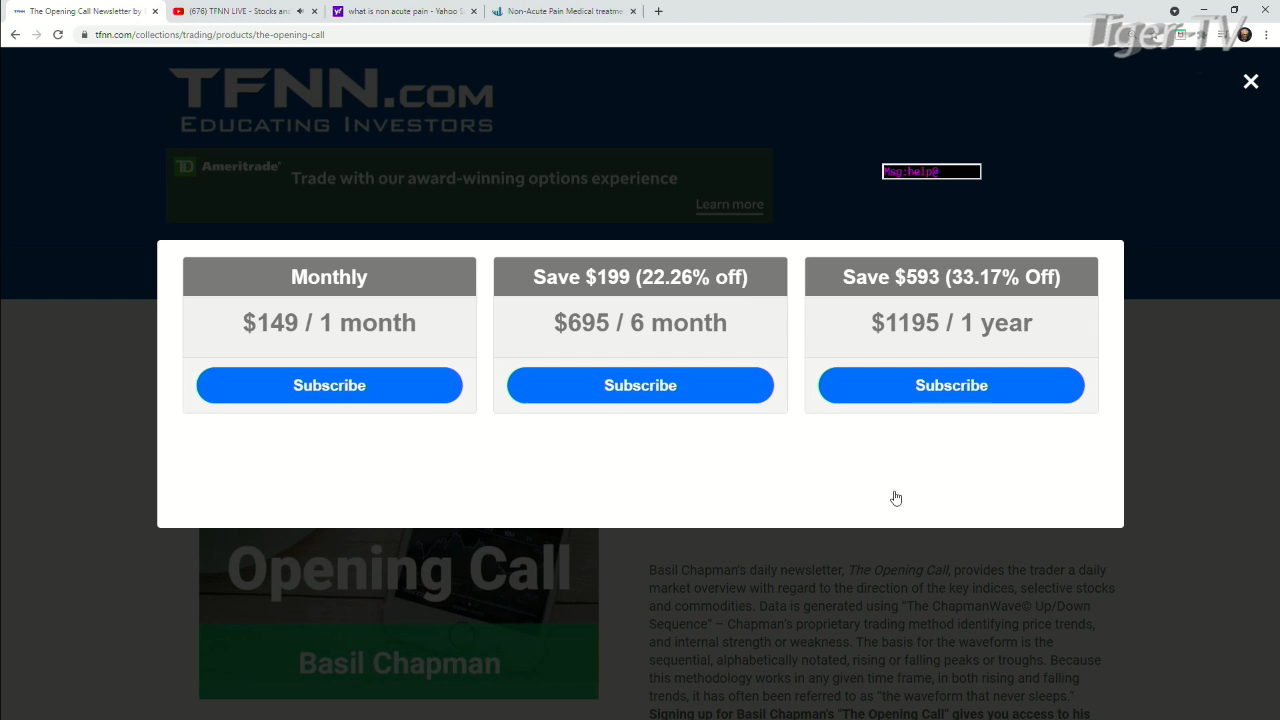 The Opening Call Newsletter by
(676) TFNN LIVE - Stocks and
what is non acute pain - Yahoo S
Non-Acute Pain Medical treatme
tfnn.com/collections/trading/products/the-opening-call
Tiger TV
TFNN.COM
EDUCATING INVESTORS
TD Ameritrade
Trade with our award-winning options experience
Learn more
Msg:help@
Monthly
$149 / 1 month
Subscribe
Save $199 (22.26% off)
$695 / 6 month
Subscribe
Save $593 (33.17% Off)
$1195 / 1 year
Subscribe
Opening Call
Basil Chapman
Basil Chapman's daily newsletter, The Opening Call, provides the trader a daily
market overview with regard to the direction of the key indices, selective stocks
and commodities. Data is generated using "The ChapmanWave© Up/Down
Sequence" – Chapman's proprietary trading method identifying price trends,
and internal strength or weakness. The basis for the waveform is the
sequential, alphabetically notated, rising or falling peaks or troughs. Because
this methodology works in any given time frame, in both rising and falling
trends, it has often been referred to as "the waveform that never sleeps."
Signing up for Basil Chapman's "The Opening Call" gives you access to his